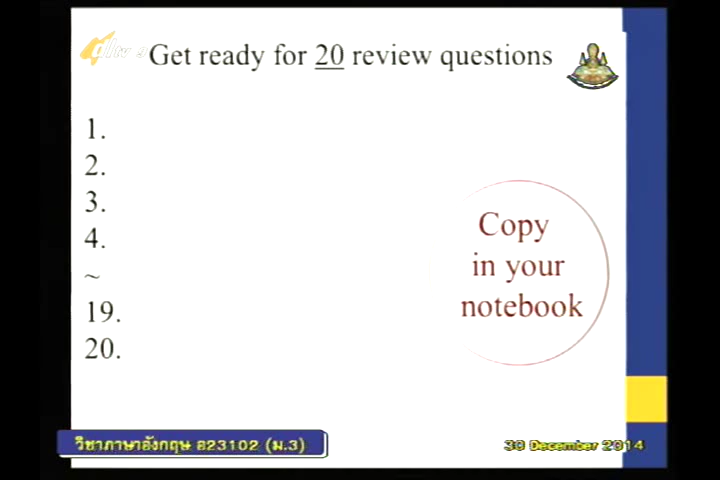 dltv 9
Get ready for 20 review questions
1.
2.
3.
4.
~
19.
20.
Copy
in your
notebook
วิชาภาษาอังกฤษ อ23102 (ม.3)
30 December 2014